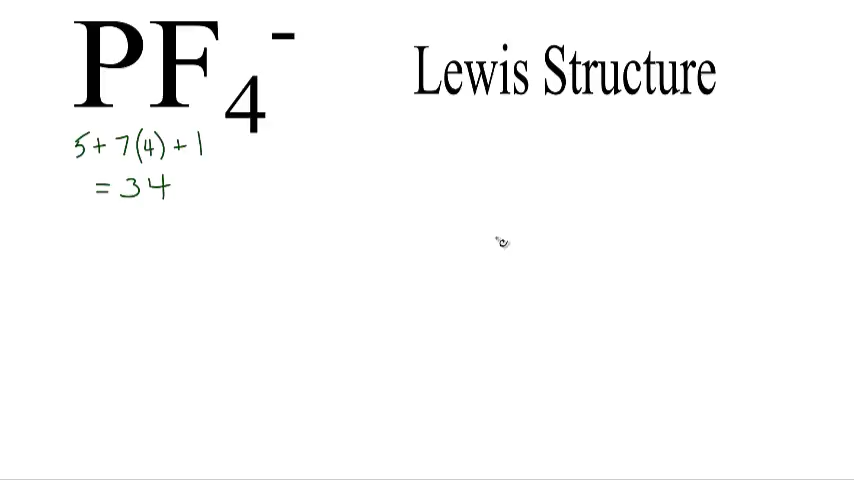 PF₄⁻ Lewis Structure
5 + 7(4) + 1
= 34